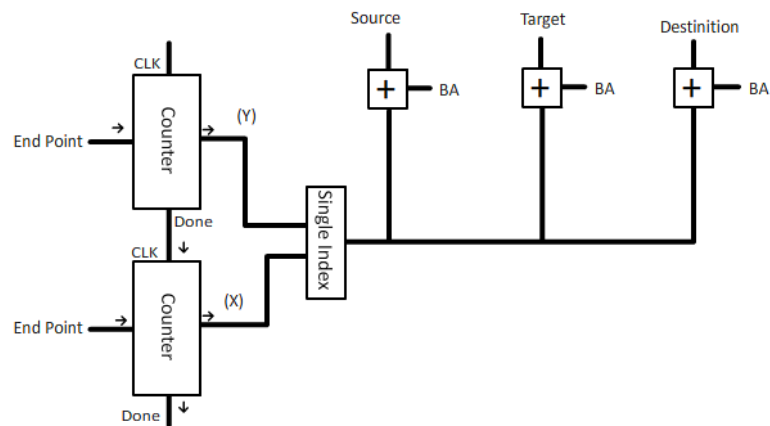 Source
Target
Destinition
CLK
BA
BA
BA
Counter
(Y)
End Point
Single Index
Done
CLK
Counter
(X)
End Point
Done